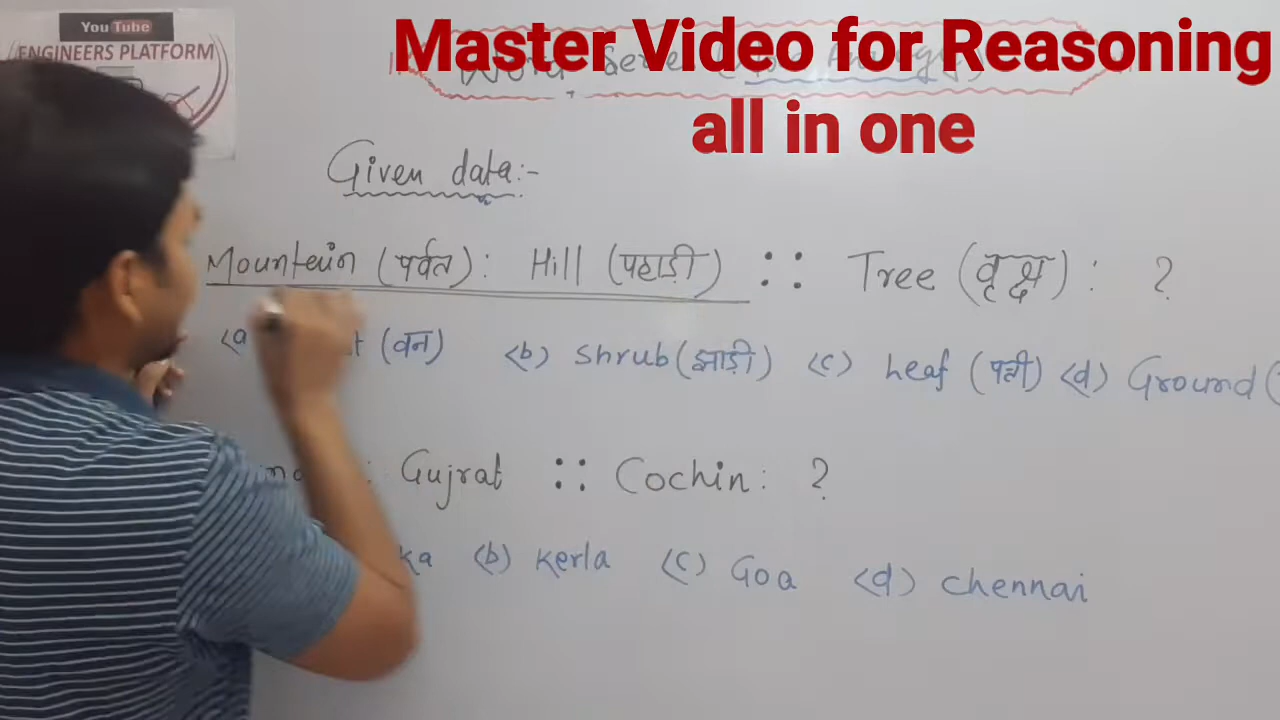 You Tube
ENGINEERS PLATFORM
Master Video for Reasoning
all in one
Given data:-
Mountein (पर्वत) : Hill (पहाड़ी) :: Tree (वृक्ष) : ?
(a (वन) (b) Shrub (झाड़ी) (c) Leaf (पत्ती) (d) Ground (
: Gujrat :: Cochin : ?
ka (b) Kerla (c) Goa (d) Chennai